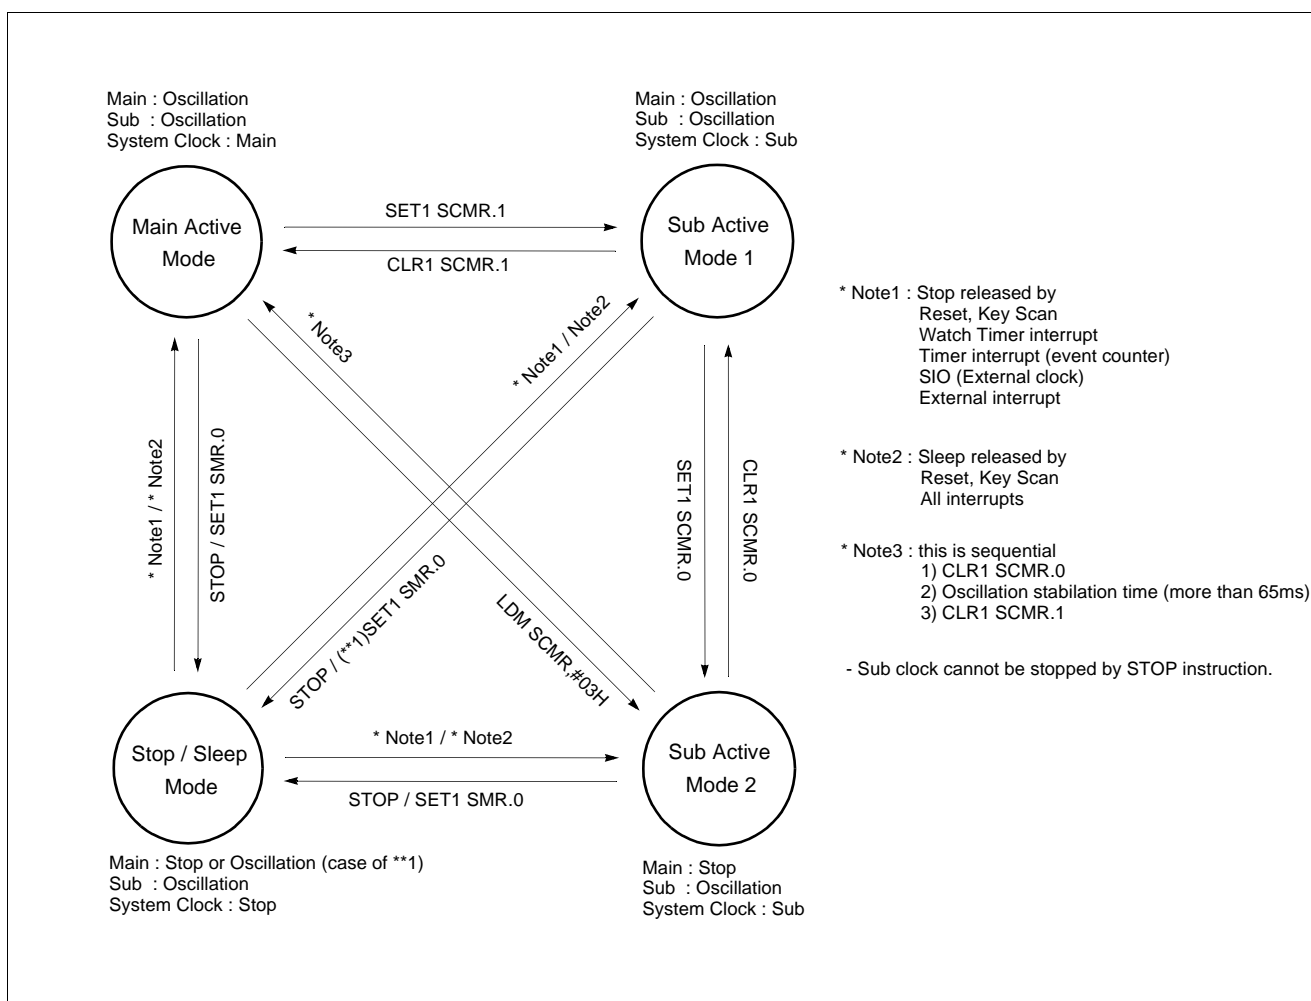 Main : Oscillation
Sub : Oscillation
System Clock : Main
Main : Oscillation
Sub : Oscillation
System Clock : Sub
Main Active
Mode
SET1 SCMR.1
CLR1 SCMR.1
Sub Active
Mode 1
* Note3
* Note1 / Note2
* Note1 / * Note2
STOP / SET1 SMR.0
STOP / (**1)SET1 SMR.0
LDM SCMR,#03H
SET1 SCMR.0
CLR1 SCMR.0
* Note1 : Stop released by
Reset, Key Scan
Watch Timer interrupt
Timer interrupt (event counter)
SIO (External clock)
External interrupt
* Note2 : Sleep released by
Reset, Key Scan
All interrupts
* Note3 : this is sequential
1) CLR1 SCMR.0
2) Oscillation stabilation time (more than 65ms)
3) CLR1 SCMR.1
- Sub clock cannot be stopped by STOP instruction.
Stop / Sleep
Mode
* Note1 / * Note2
STOP / SET1 SMR.0
Sub Active
Mode 2
Main : Stop or Oscillation (case of **1)
Sub : Oscillation
System Clock : Stop
Main : Stop
Sub : Oscillation
System Clock : Sub